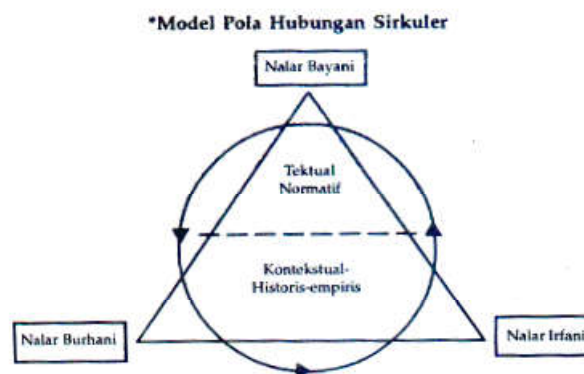 *Model Pola Hubungan Sirkuler
Nalar Bayani
Tektual
Normatif
Kontekstual-
Historis-empiris
Nalar Burhani
Nalar Irfani